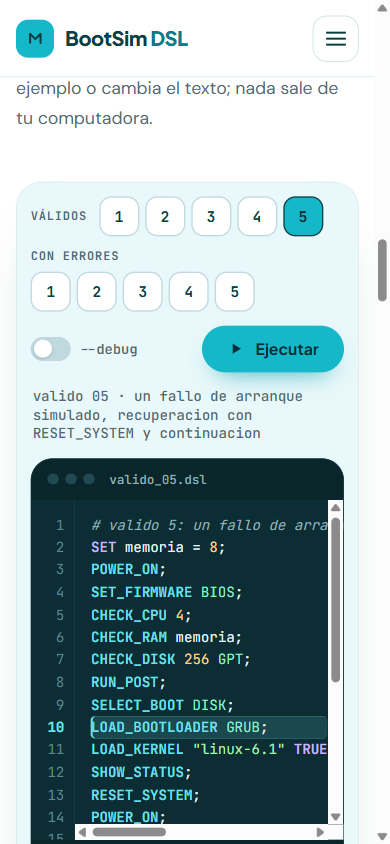 BootSim DSL
ejemplo o cambia el texto; nada sale de
tu computadora.
VÁLIDOS 1 2 3 4 5
CON ERRORES
1 2 3 4 5
--debug Ejecutar
valido 05 · un fallo de arranque
simulado, recuperacion con
RESET_SYSTEM y continuacion
valido_05.dsl
1 # valido 5: un fallo de arra
2 SET memoria = 8;
3 POWER_ON;
4 SET_FIRMWARE BIOS;
5 CHECK_CPU 4;
6 CHECK_RAM memoria;
7 CHECK_DISK 256 GPT;
8 RUN_POST;
9 SELECT_BOOT DISK;
10 LOAD_BOOTLOADER GRUB;
11 LOAD_KERNEL "linux-6.1" TRUE
12 SHOW_STATUS;
13 RESET_SYSTEM;
14 POWER_ON;
15